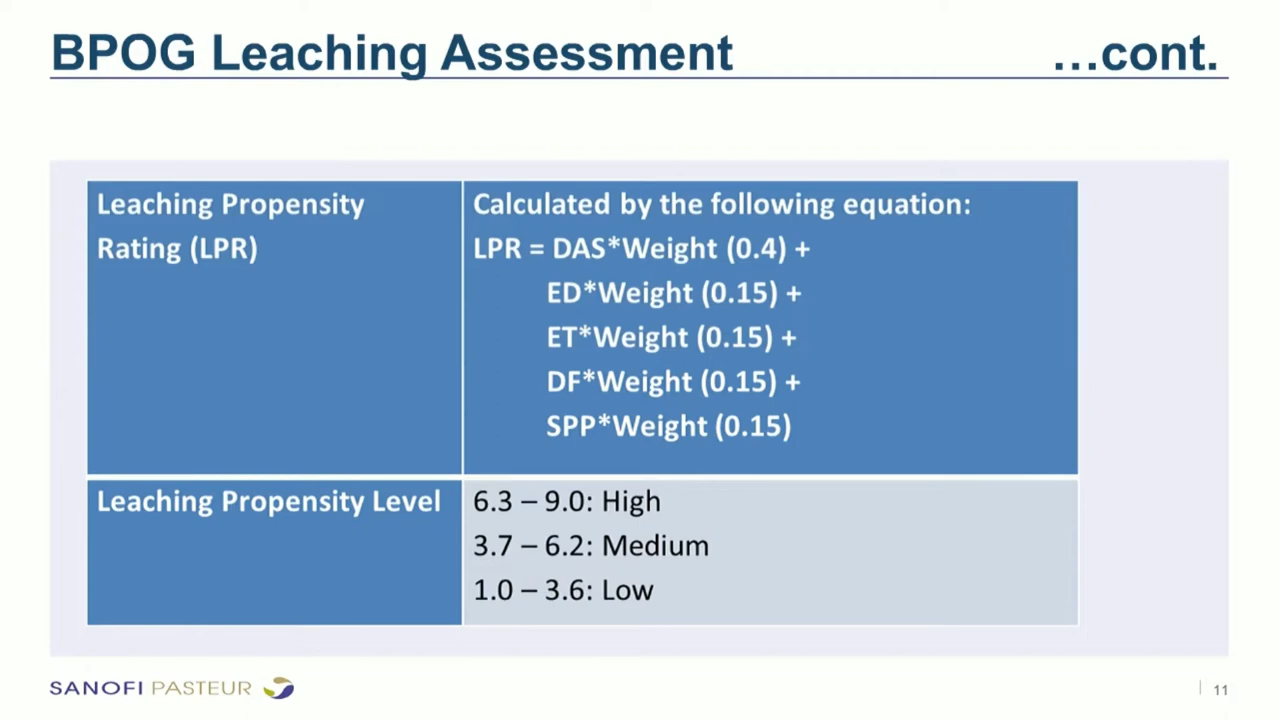 BPOG Leaching Assessment …cont.
Leaching Propensity
Rating (LPR)
Calculated by the following equation:
LPR = DAS*Weight (0.4) +
ED*Weight (0.15) +
ET*Weight (0.15) +
DF*Weight (0.15) +
SPP*Weight (0.15)
Leaching Propensity Level
6.3 – 9.0: High
3.7 – 6.2: Medium
1.0 – 3.6: Low
SANOFI PASTEUR
11